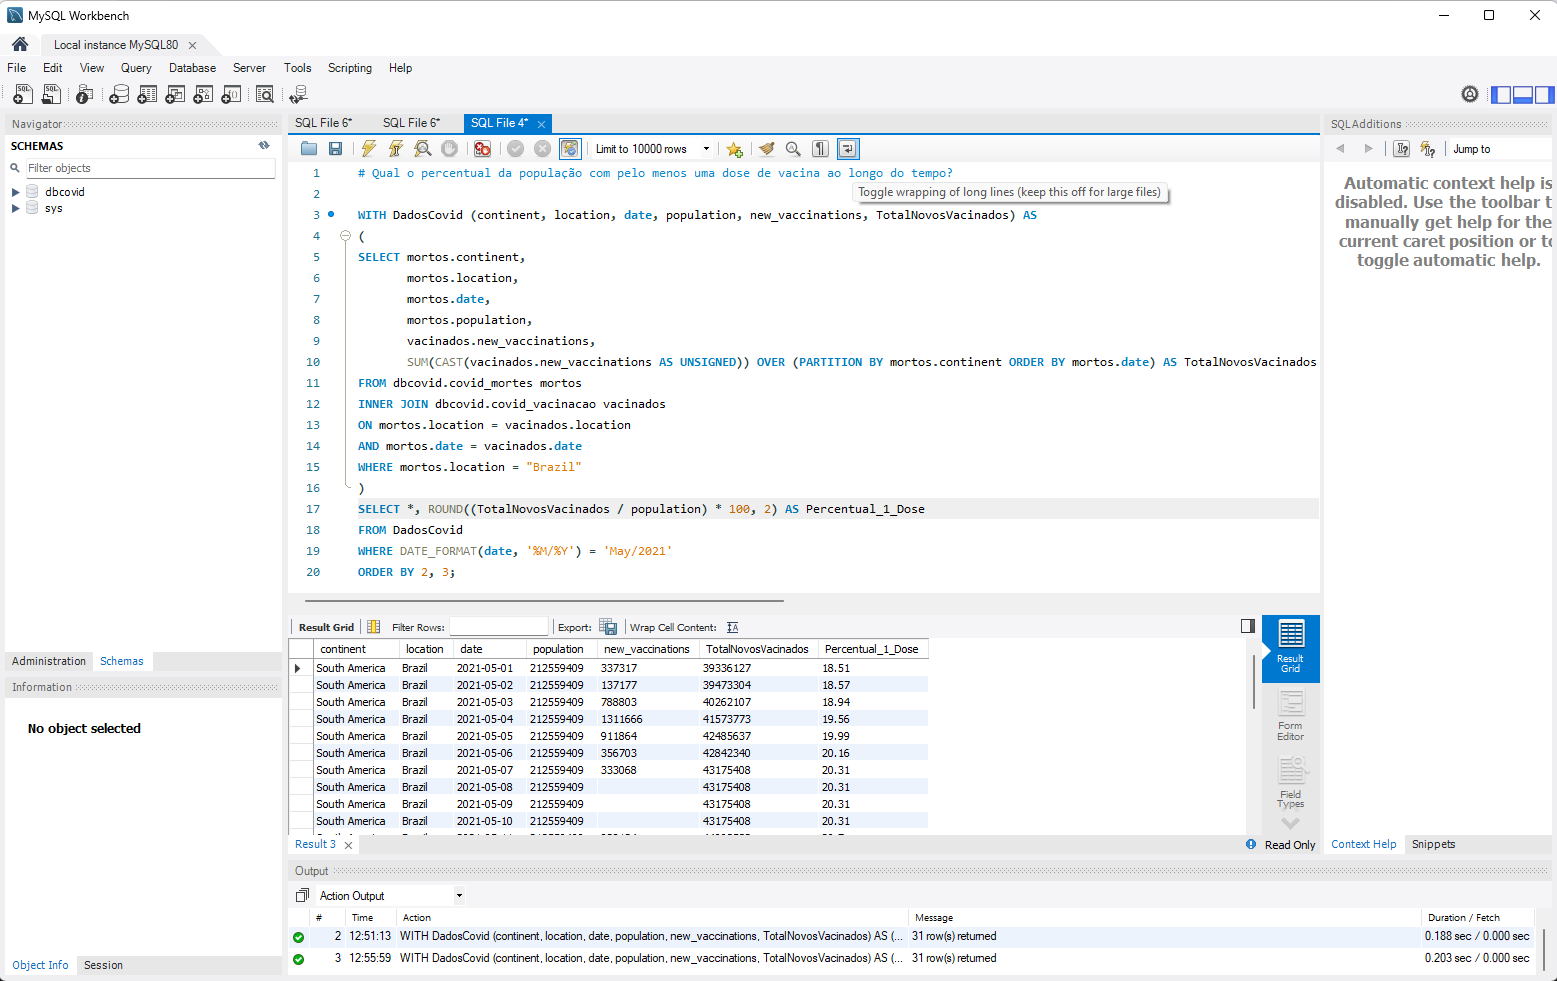 MySQL Workbench
Local instance MySQL80
File Edit View Query Database Server Tools Scripting Help
Navigator
SCHEMAS
Filter objects
dbcovid
sys
Administration Schemas
Information
No object selected
Object Info Session
SQL File 6* SQL File 6* SQL File 4*
Limit to 10000 rows
1 # Qual o percentual da população com pelo menos uma dose de vacina ao longo do tempo?
Toggle wrapping of long lines (keep this off for large files)
2
3 WITH DadosCovid (continent, location, date, population, new_vaccinations, TotalNovosVacinados) AS
4 (
5 SELECT mortos.continent,
6 mortos.location,
7 mortos.date,
8 mortos.population,
9 vacinados.new_vaccinations,
10 SUM(CAST(vacinados.new_vaccinations AS UNSIGNED)) OVER (PARTITION BY mortos.continent ORDER BY mortos.date) AS TotalNovosVacinados
11 FROM dbcovid.covid_mortes mortos
12 INNER JOIN dbcovid.covid_vacinacao vacinados
13 ON mortos.location = vacinados.location
14 AND mortos.date = vacinados.date
15 WHERE mortos.location = "Brazil"
16 )
17 SELECT *, ROUND((TotalNovosVacinados / population) * 100, 2) AS Percentual_1_Dose
18 FROM DadosCovid
19 WHERE DATE_FORMAT(date, '%M/%Y') = 'May/2021'
20 ORDER BY 2, 3;
Result Grid Filter Rows: Export: Wrap Cell Content:
continent location date population new_vaccinations TotalNovosVacinados Percentual_1_Dose
South America Brazil 2021-05-01 212559409 337317 39336127 18.51
South America Brazil 2021-05-02 212559409 137177 39473304 18.57
South America Brazil 2021-05-03 212559409 788803 40262107 18.94
South America Brazil 2021-05-04 212559409 1311666 41573773 19.56
South America Brazil 2021-05-05 212559409 911864 42485637 19.99
South America Brazil 2021-05-06 212559409 356703 42842340 20.16
South America Brazil 2021-05-07 212559409 333068 43175408 20.31
South America Brazil 2021-05-08 212559409 43175408 20.31
South America Brazil 2021-05-09 212559409 43175408 20.31
South America Brazil 2021-05-10 212559409 43175408 20.31
Result Grid
Form Editor
Field Types
Result 3
Read Only
SQLAdditions
Jump to
Automatic context help is
disabled. Use the toolbar t
manually get help for the
current caret position or to
toggle automatic help.
Context Help Snippets
Output
Action Output
# Time Action Message Duration / Fetch
2 12:51:13 WITH DadosCovid (continent, location, date, population, new_vaccinations, TotalNovosVacinados) AS (... 31 row(s) returned 0.188 sec / 0.000 sec
3 12:55:59 WITH DadosCovid (continent, location, date, population, new_vaccinations, TotalNovosVacinados) AS (... 31 row(s) returned 0.203 sec / 0.000 sec